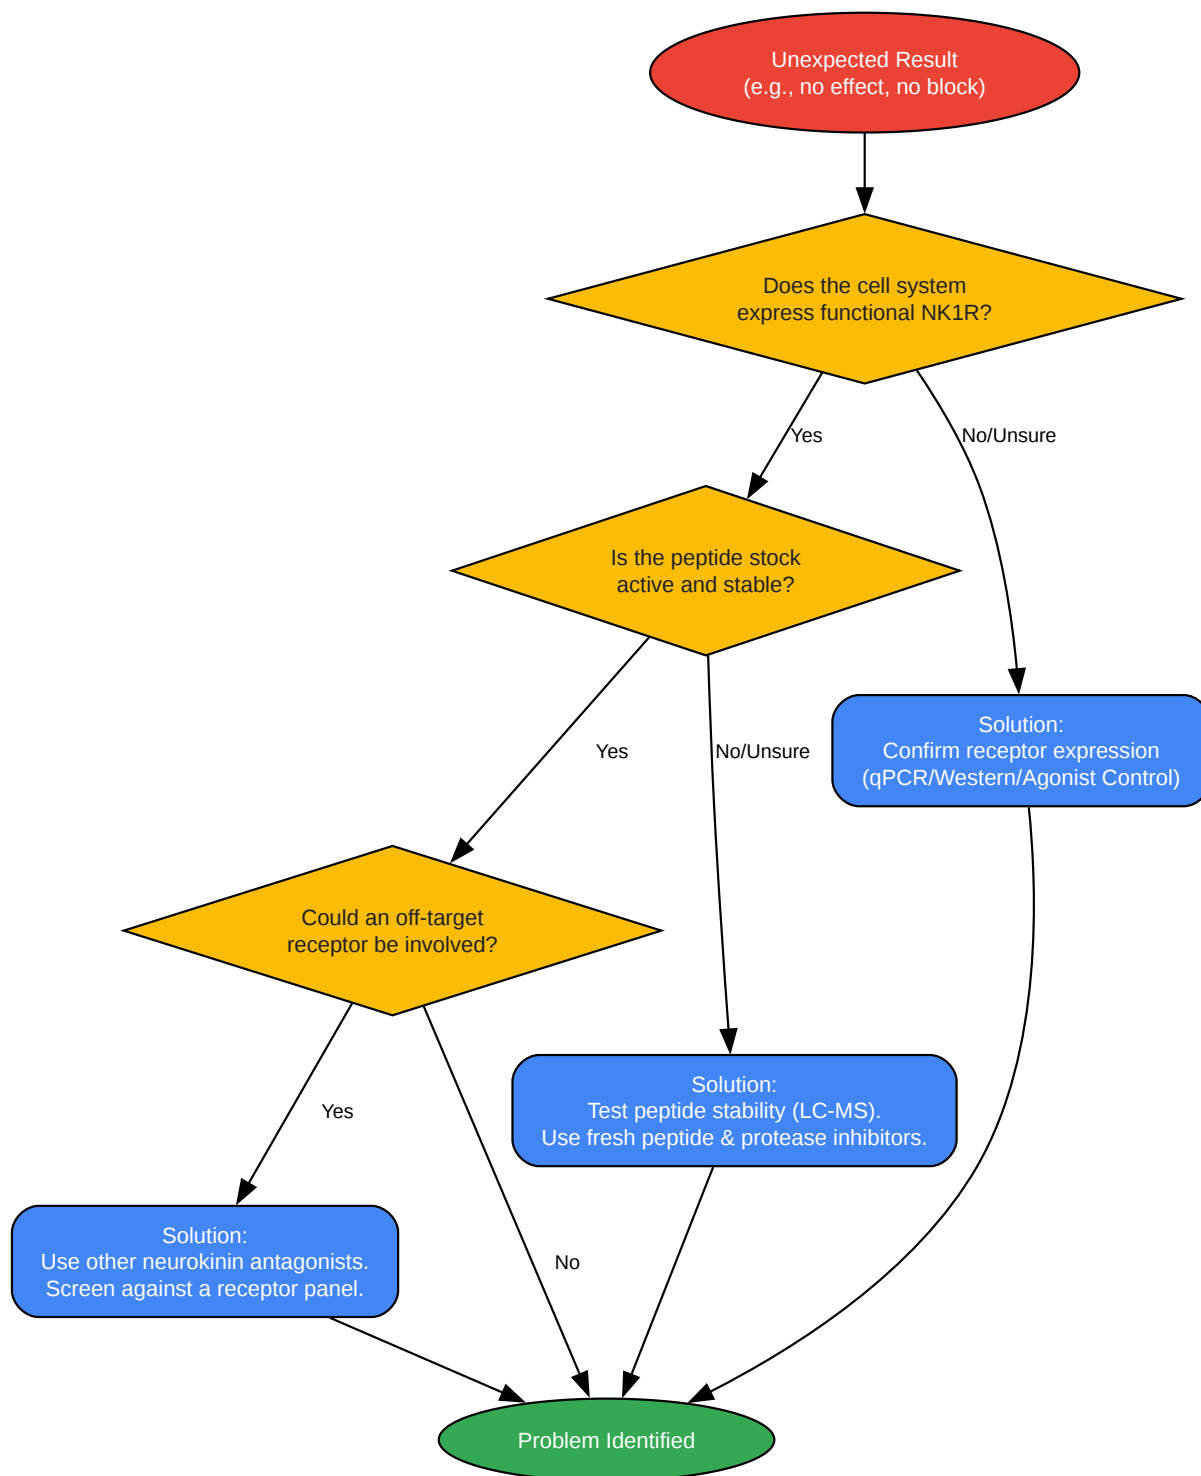 Unexpected Result
(e.g., no effect, no block)
Does the cell system
express functional NK1R?
Yes
No/Unsure
Is the peptide stock
active and stable?
Yes
No/Unsure
Solution:
Confirm receptor expression
(qPCR/Western/Agonist Control)
Could an off-target
receptor be involved?
Yes
No
Solution:
Test peptide stability (LC-MS).
Use fresh peptide & protease inhibitors.
Solution:
Use other neurokinin antagonists.
Screen against a receptor panel.
Problem Identified